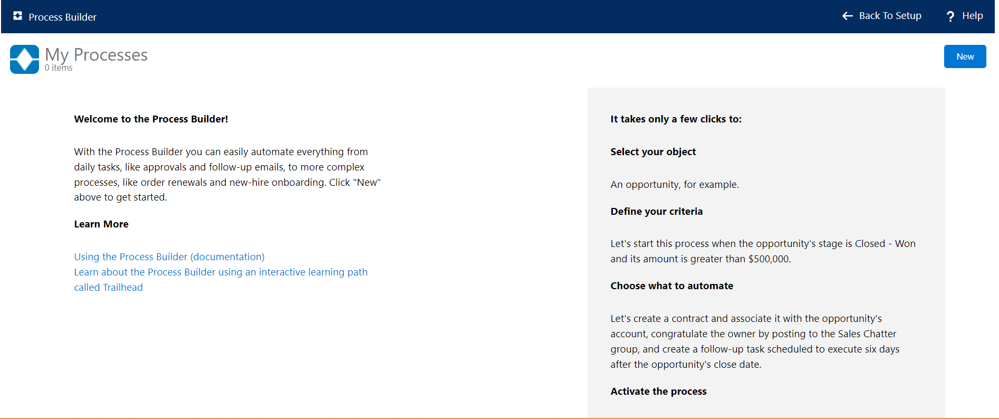 Process Builder
Back To Setup
? Help
My Processes
0 items
New
Welcome to the Process Builder!
With the Process Builder you can easily automate everything from
daily tasks, like approvals and follow-up emails, to more complex
processes, like order renewals and new-hire onboarding. Click "New"
above to get started.
Learn More
Using the Process Builder (documentation)
Learn about the Process Builder using an interactive learning path
called Trailhead
It takes only a few clicks to:
Select your object
An opportunity, for example.
Define your criteria
Let's start this process when the opportunity's stage is Closed - Won
and its amount is greater than $500,000.
Choose what to automate
Let's create a contract and associate it with the opportunity's
account, congratulate the owner by posting to the Sales Chatter
group, and create a follow-up task scheduled to execute six days
after the opportunity's close date.
Activate the process